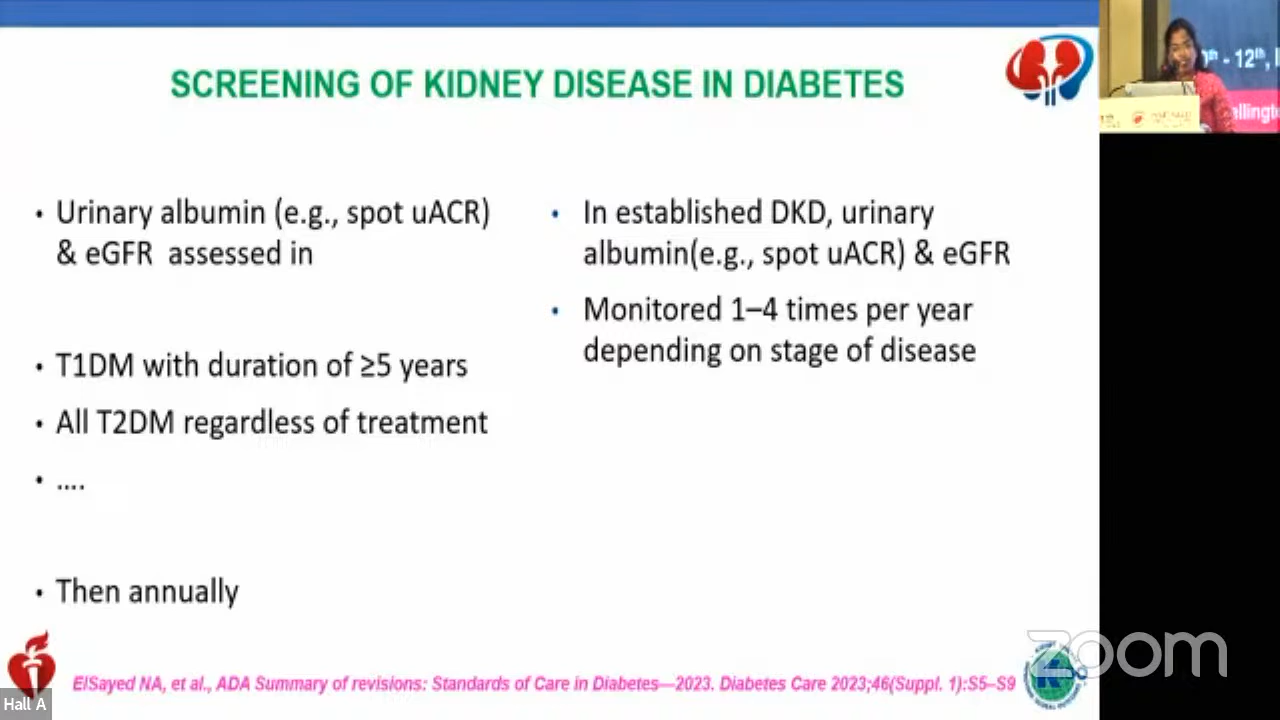 SCREENING OF KIDNEY DISEASE IN DIABETES
• Urinary albumin (e.g., spot uACR)
& eGFR assessed in
• T1DM with duration of ≥5 years
• All T2DM regardless of treatment
• ....
• Then annually
• In established DKD, urinary
albumin(e.g., spot uACR) & eGFR
• Monitored 1–4 times per year
depending on stage of disease
ElSayed NA, et al., ADA Summary of revisions: Standards of Care in Diabetes—2023. Diabetes Care 2023;46(Suppl. 1):S5–S9
Hall A
zoom
- 12th,
ellingto